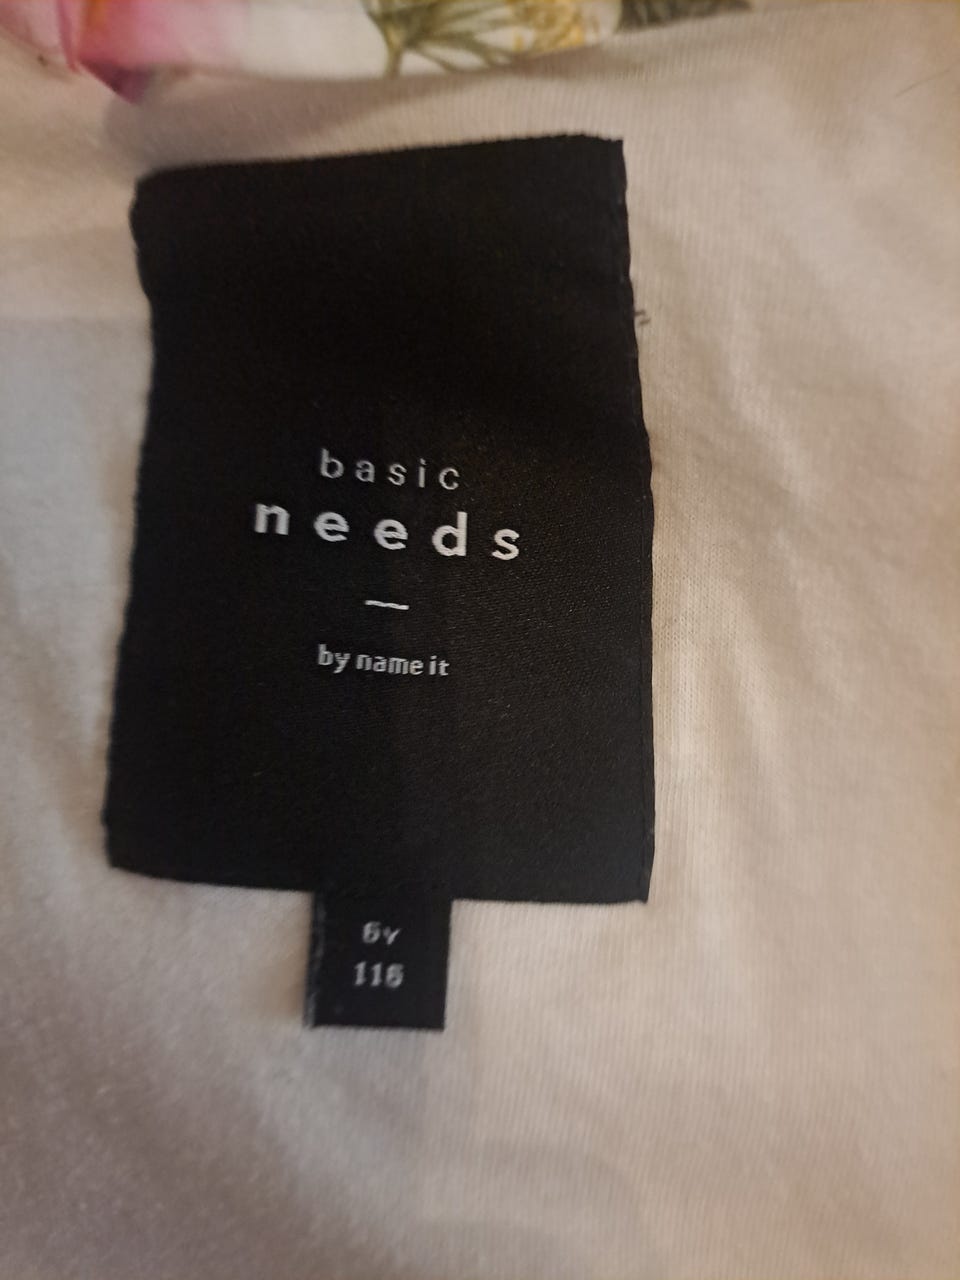 basic
needs
—
by name it
6Y
116